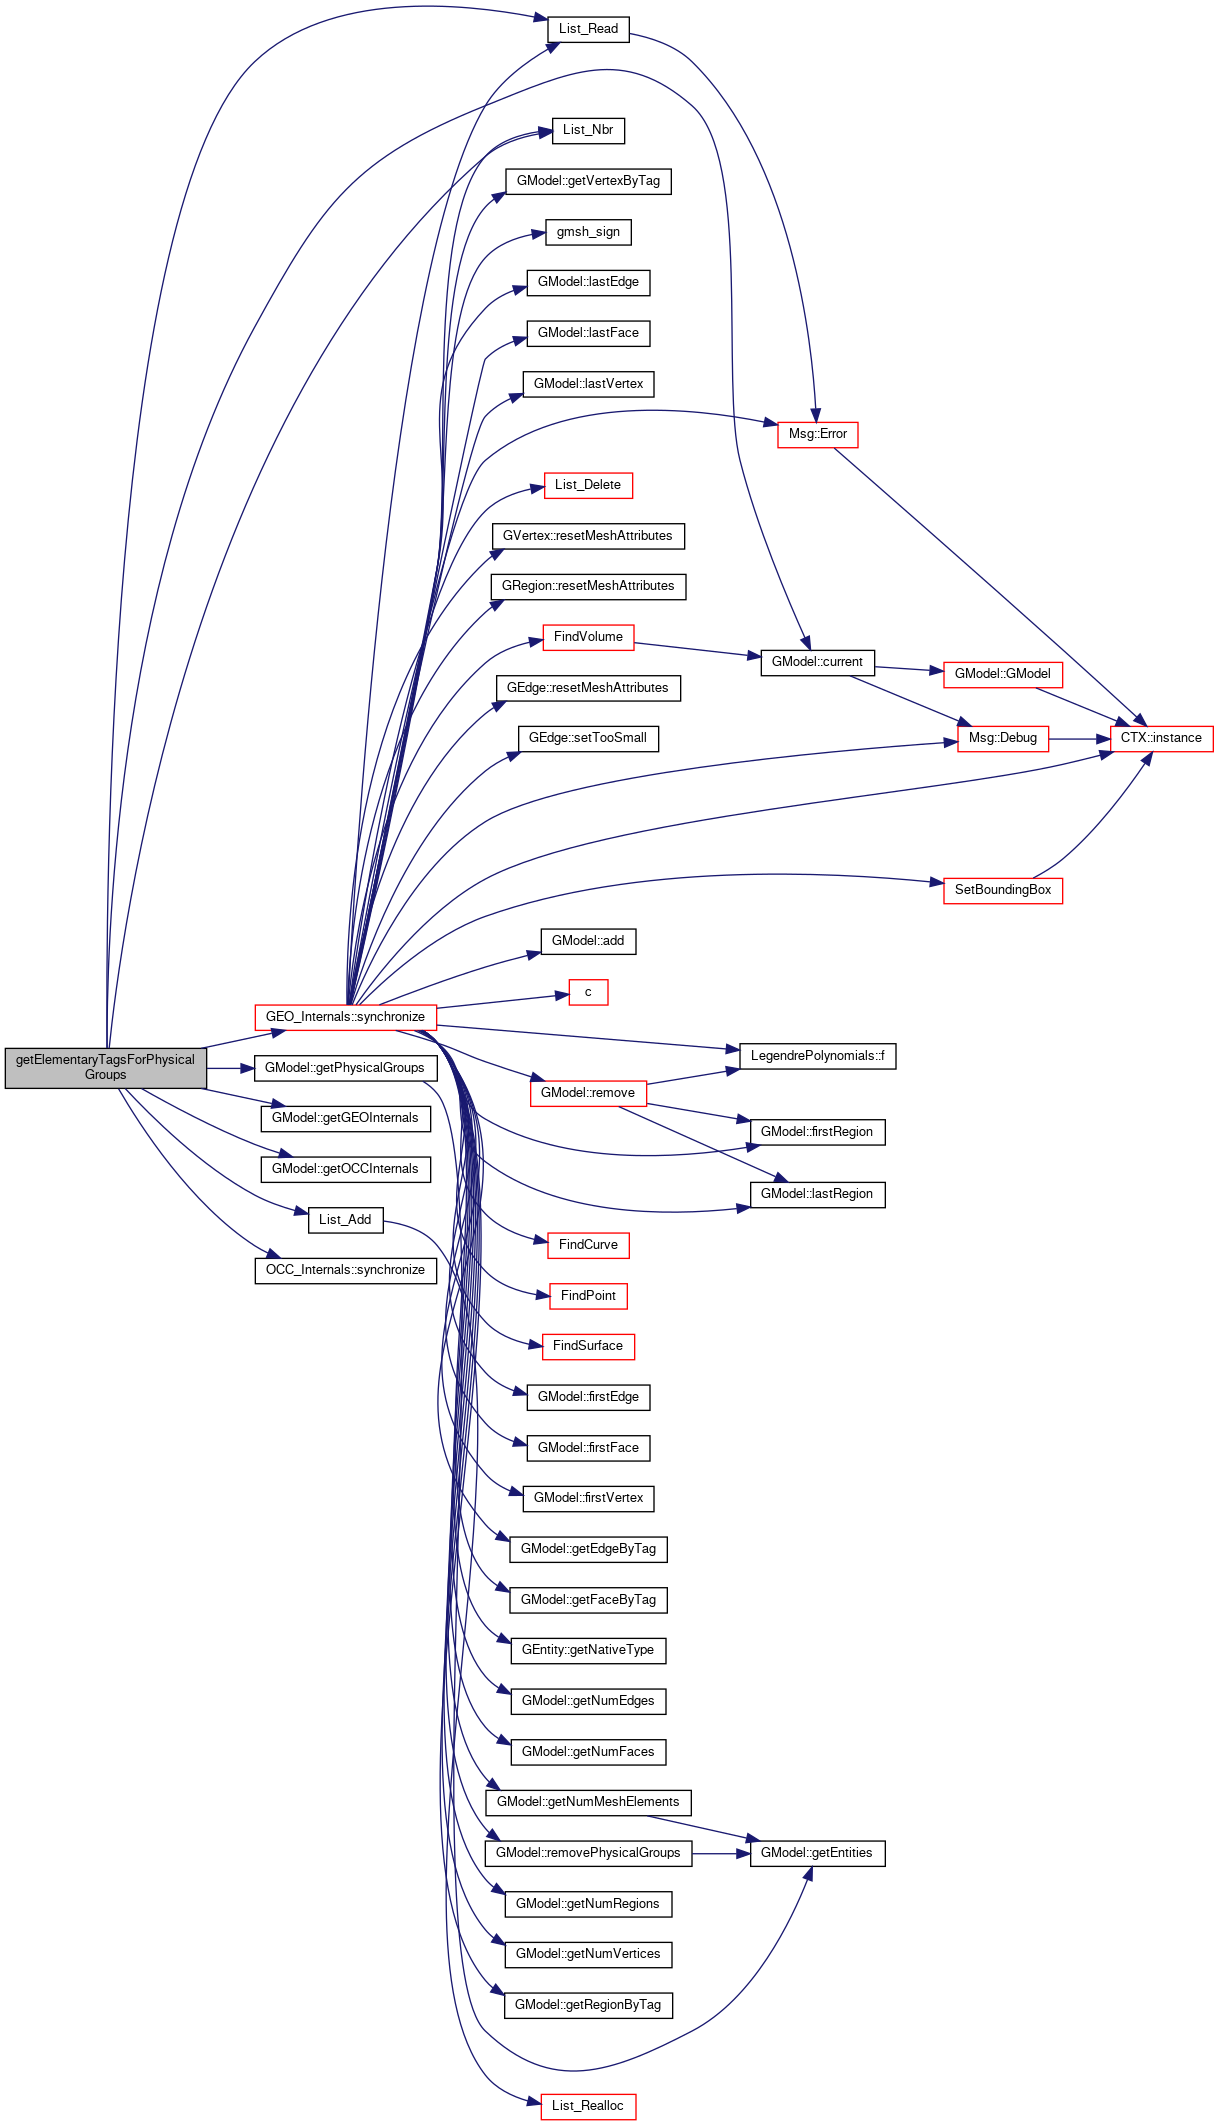 List_Read
List_Nbr
GModel::getVertexByTag
gmsh_sign
GModel::lastEdge
GModel::lastFace
GModel::lastVertex
Msg::Error
List_Delete
GVertex::resetMeshAttributes
GRegion::resetMeshAttributes
FindVolume
GModel::current
GModel::GModel
GEdge::resetMeshAttributes
GEdge::setTooSmall
Msg::Debug
CTX::instance
SetBoundingBox
GModel::add
c
GEO_Internals::synchronize
getElementaryTagsForPhysical
Groups
GModel::getPhysicalGroups
LegendrePolynomials::f
GModel::remove
GModel::getGEOInternals
GModel::firstRegion
GModel::getOCCInternals
GModel::lastRegion
List_Add
FindCurve
OCC_Internals::synchronize
FindPoint
FindSurface
GModel::firstEdge
GModel::firstFace
GModel::firstVertex
GModel::getEdgeByTag
GModel::getFaceByTag
GEntity::getNativeType
GModel::getNumEdges
GModel::getNumFaces
GModel::getNumMeshElements
GModel::removePhysicalGroups
GModel::getEntities
GModel::getNumRegions
GModel::getNumVertices
GModel::getRegionByTag
List_Realloc